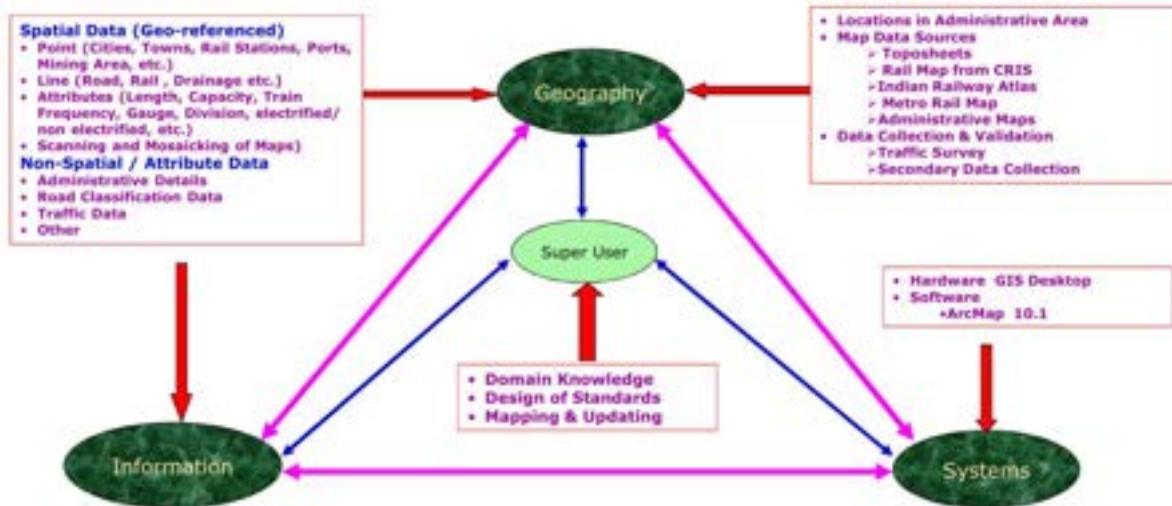 Spatial Data (Geo-referenced)
• Point (Cities, Towns, Rail Stations, Ports,
Mining Area, etc.)
• Line (Road, Rail , Drainage etc.)
• Attributes (Length, Capacity, Train
Frequency, Gauge, Division, electrified/
non electrified, etc.)
• Scanning and Mosaicking of Maps)
Non-Spatial / Attribute Data
• Administrative Details
• Road Classification Data
• Traffic Data
• Other
Geography
• Locations in Administrative Area
• Map Data Sources
➢ Toposheets
➢ Rail Map from CRIS
➢Indian Railway Atlas
➢ Metro Rail Map
➢Administrative Maps
• Data Collection & Validation
➢Traffic Survey
➢Secondary Data Collection
Super User
• Hardware GIS Desktop
• Software
•ArcMap 10.1
• Domain Knowledge
• Design of Standards
• Mapping & Updating
Information
Systems